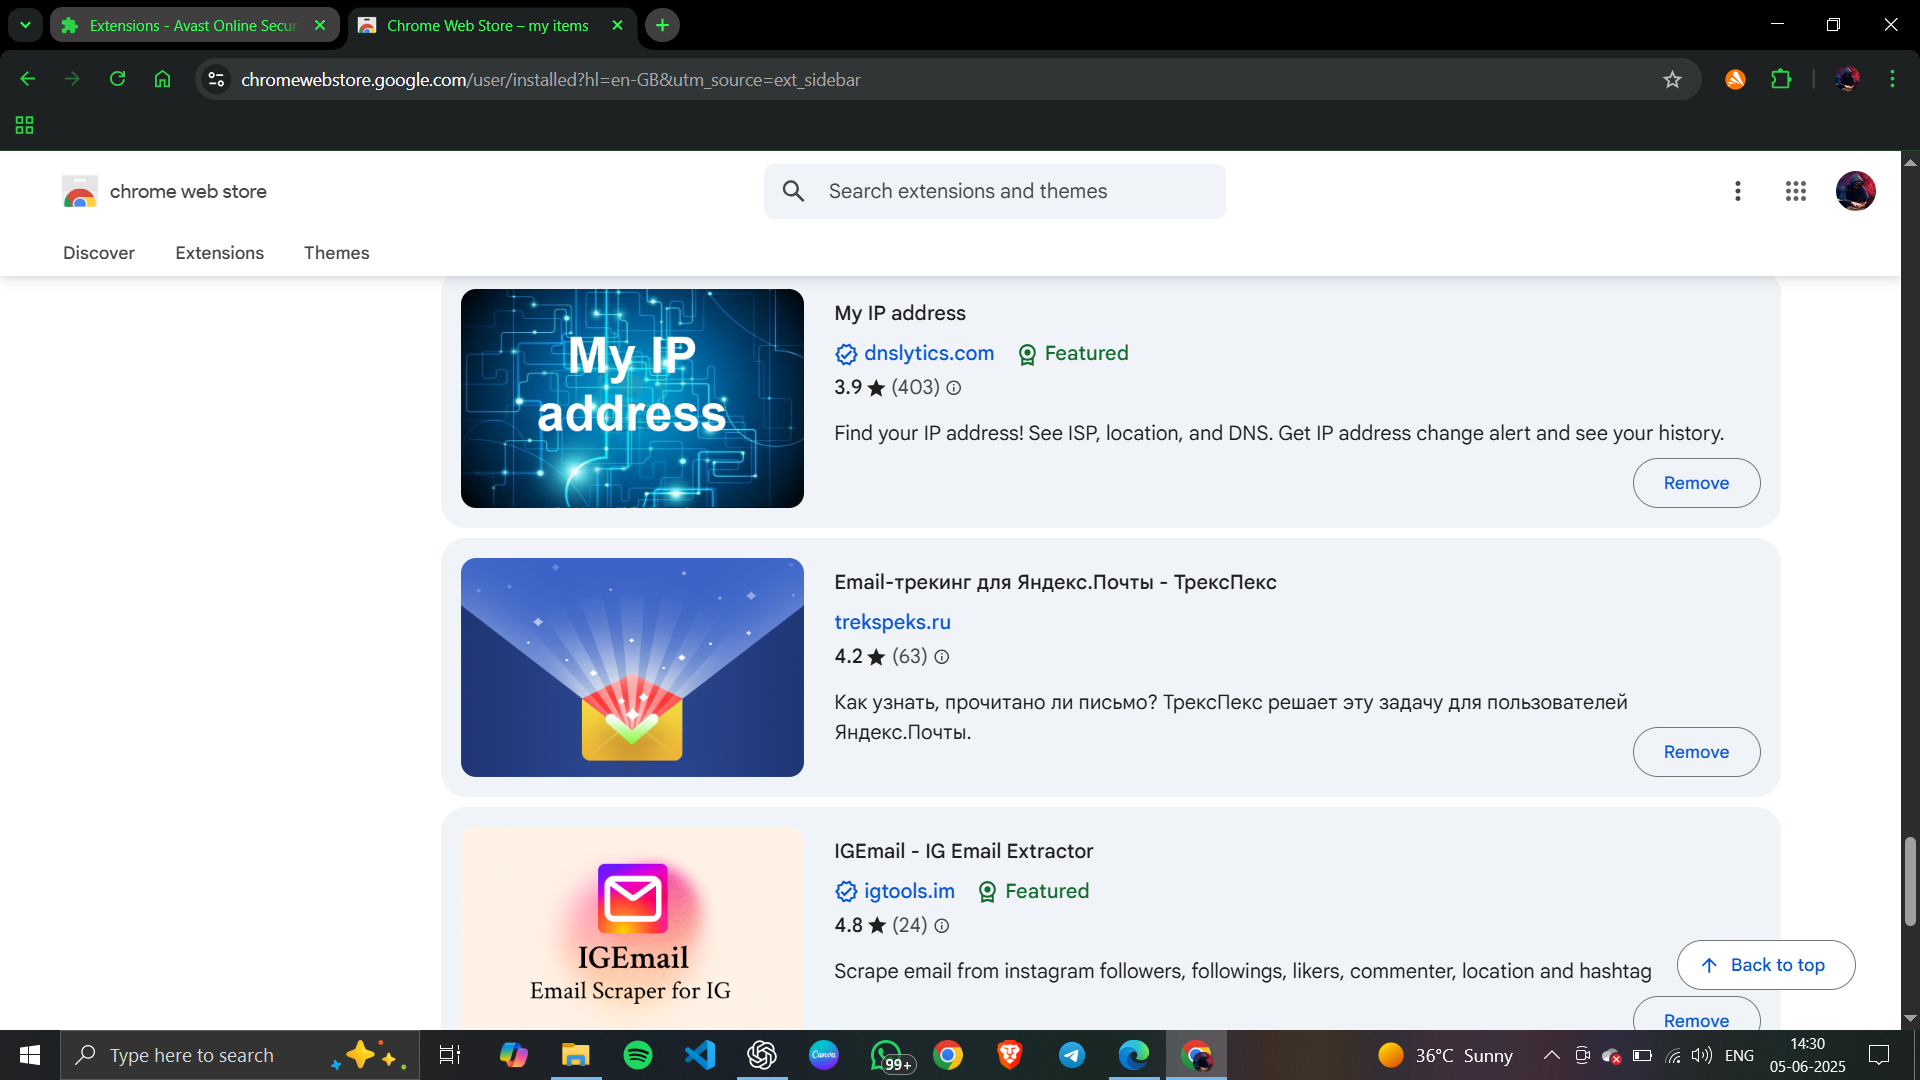 Extensions - Avast Online Secur
Chrome Web Store – my items
chromewebstore.google.com/user/installed?hl=en-GB&utm_source=ext_sidebar
chrome web store
Search extensions and themes
Discover
Extensions
Themes
My IP
address
My IP address
dnslytics.com
Featured
3.9 ★ (403)
Find your IP address! See ISP, location, and DNS. Get IP address change alert and see your history.
Remove
Email-трекинг для Яндекс.Почты - ТрексПекс
trekspeks.ru
4.2 ★ (63)
Как узнать, прочитано ли письмо? ТрексПекс решает эту задачу для пользователей
Яндекс.Почты.
Remove
IGEmail
Email Scraper for IG
IGEmail - IG Email Extractor
igtools.im
Featured
4.8 ★ (24)
Scrape email from instagram followers, followings, likers, commenter, location and hashtag
Back to top
Remove
Type here to search
Canva
99+
36°C Sunny
ENG
14:30
05-06-2025